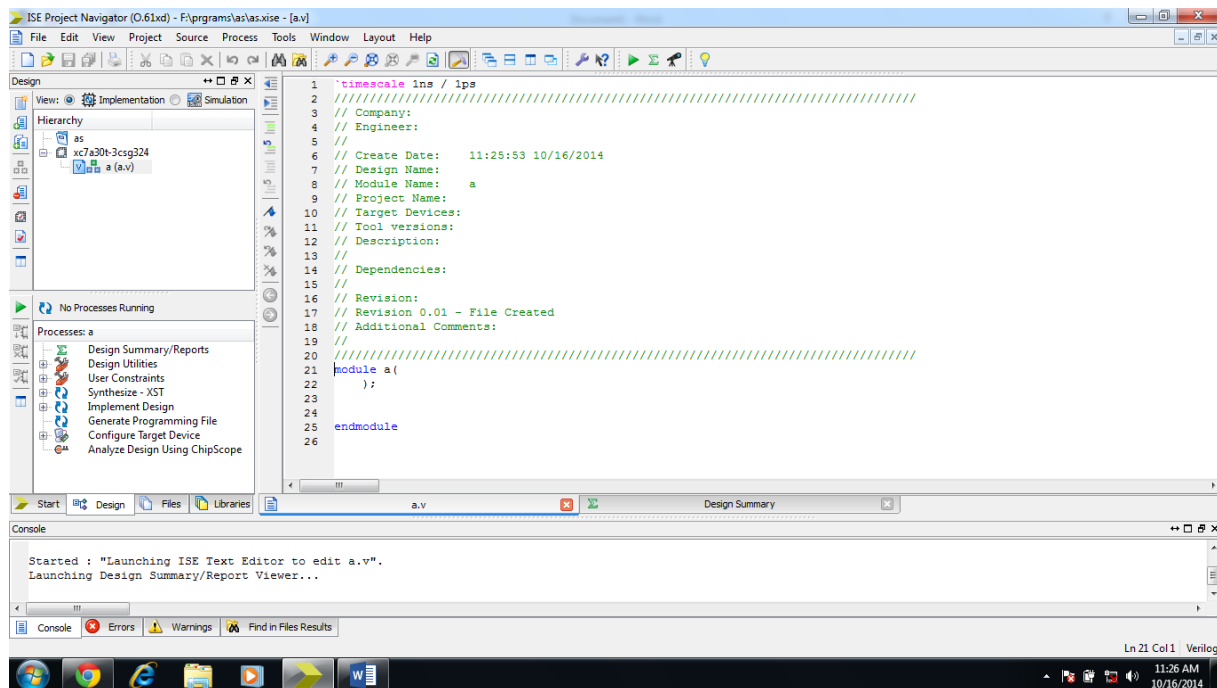 ISE Project Navigator (O.61xd) - F:\prgrams\as\as.xise - [a.v]
File Edit View Project Source Process Tools Window Layout Help
Design
View: Implementation Simulation
Hierarchy
as
xc7a30t-3csg324
a (a.v)
No Processes Running
Processes: a
Design Summary/Reports
Design Utilities
User Constraints
Synthesize - XST
Implement Design
Generate Programming File
Configure Target Device
Analyze Design Using ChipScope
Start Design Files Libraries
1 `timescale 1ns / 1ps
2 //////////////////////////////////////////////////////////////////////////////////
3 // Company:
4 // Engineer:
5 //
6 // Create Date:    11:25:53 10/16/2014
7 // Design Name:
8 // Module Name:    a
9 // Project Name:
10 // Target Devices:
11 // Tool versions:
12 // Description:
13 //
14 // Dependencies:
15 //
16 // Revision:
17 // Revision 0.01 - File Created
18 // Additional Comments:
19 //
20 //////////////////////////////////////////////////////////////////////////////////
21 module a(
22     );
23
24
25 endmodule
26
a.v Design Summary
Console
Started : "Launching ISE Text Editor to edit a.v".
Launching Design Summary/Report Viewer...
Console Errors Warnings Find in Files Results
Ln 21 Col 1 Verilog
11:26 AM
10/16/2014